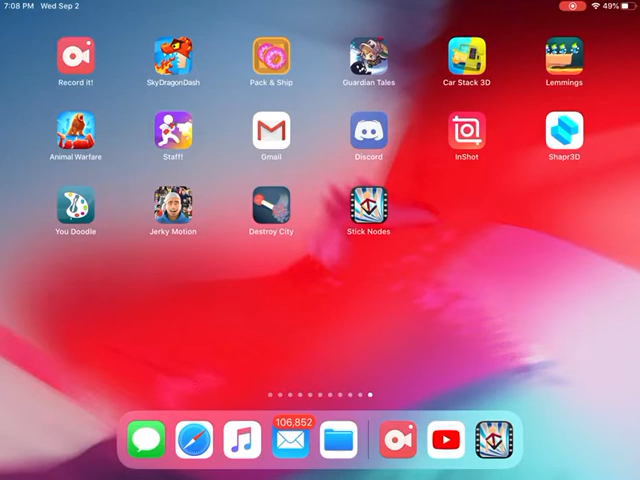 7:08 PM Wed Sep 2 49%
Record it! SkyDragonDash Pack & Ship Guardian Tales Car Stack 3D Lemmings
Animal Warfare Staff! Gmail Discord InShot Shapr3D
You Doodle Jerky Motion Destroy City Stick Nodes
106,852